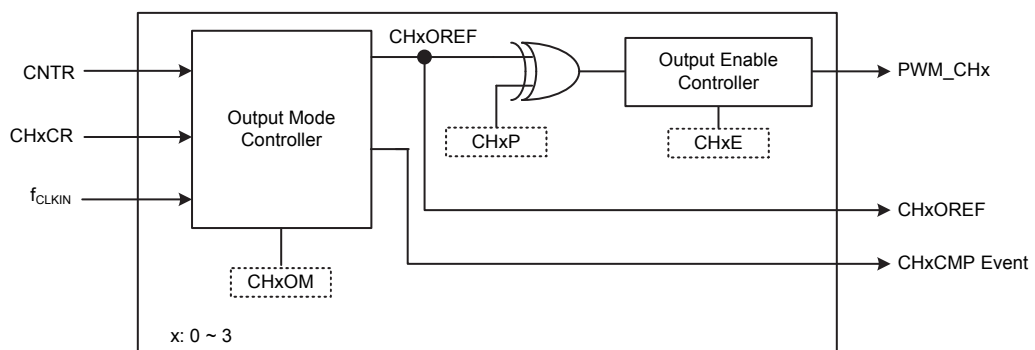 CHxOREF
CNTR
CHxCR
fCLKIN
Output Mode
Controller
CHxOM
CHxP
Output Enable
Controller
CHxE
PWM_CHx
CHxOREF
CHxCMP Event
x: 0 ~ 3